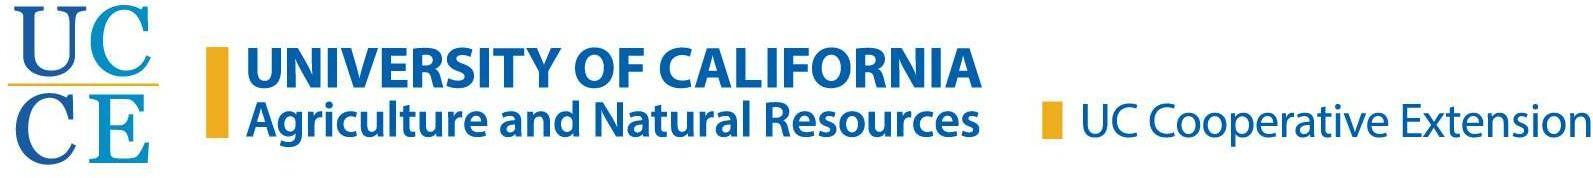 UC
CE
UNIVERSITY OF CALIFORNIA
Agriculture and Natural Resources
UC Cooperative Extension